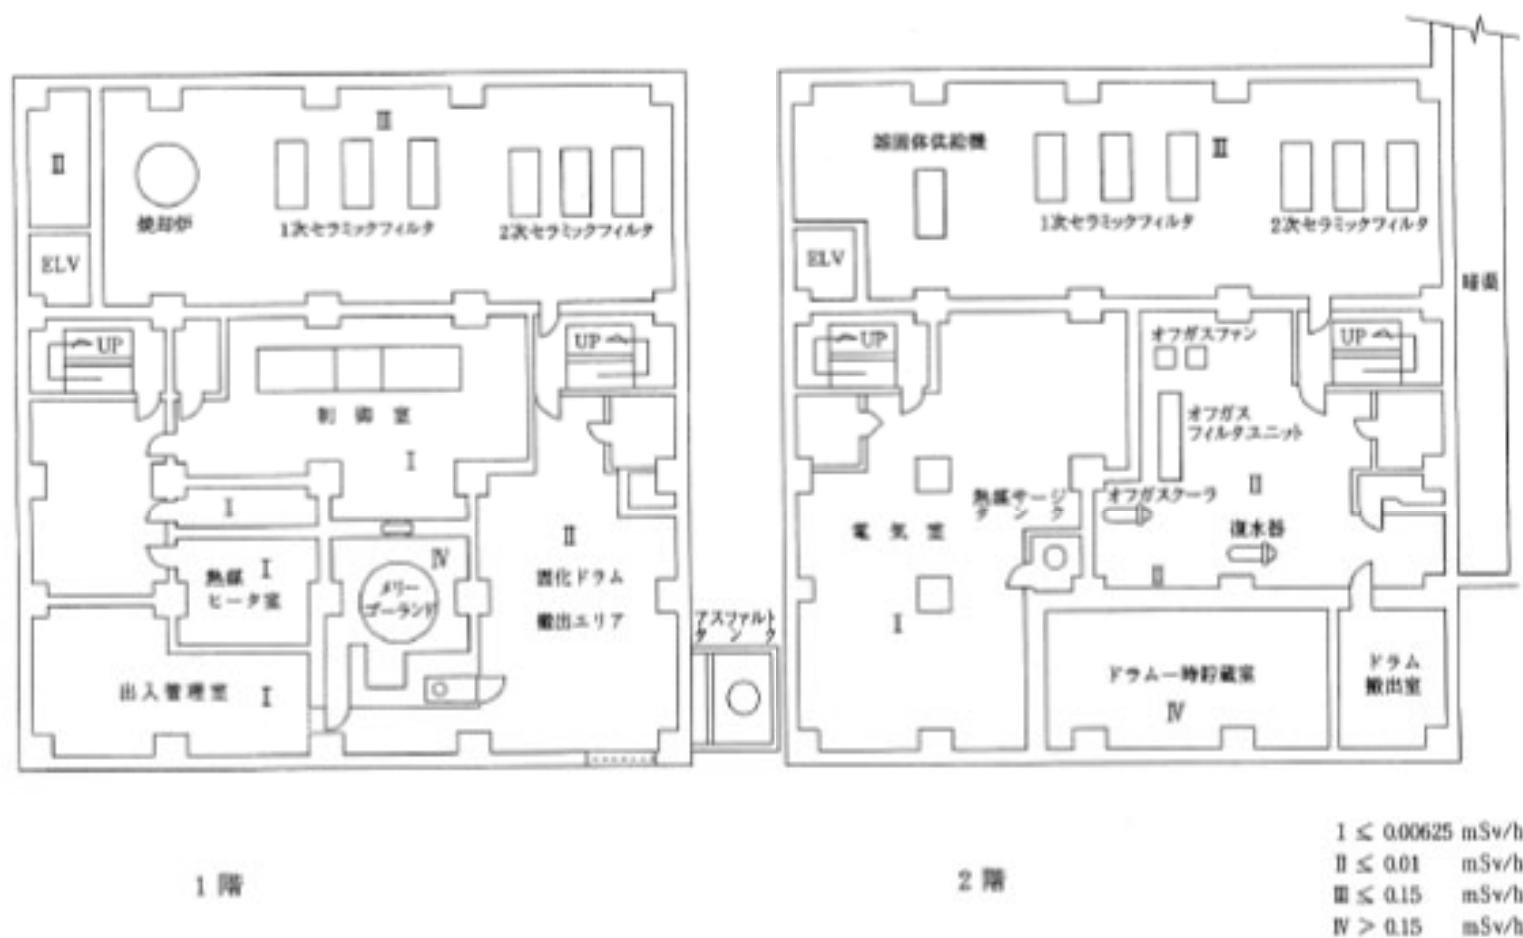 Ⅲ
Ⅱ
焼却炉
1次セラミックフィルタ
2次セラミックフィルタ
ELV
UP
UP
制御室
Ⅰ
Ⅰ
Ⅱ
Ⅳ
熱媒
ヒータ室
Ⅰ
メリー
ゴーランド
固化ドラム
搬出エリア
出入管理室
Ⅰ
アスファルト
タンク
1階
雑固体供給機
Ⅲ
1次セラミックフィルタ
2次セラミックフィルタ
ELV
UP
オフガスファン
UP
オフガス
フィルタユニット
熱媒サージ
タンク
オフガスクーラ
Ⅱ
電気室
復水器
Ⅰ
ドラム一時貯蔵室
Ⅳ
ドラム
搬出室
2階
Ⅰ ≦ 0.00625 mSv/h
Ⅱ ≦ 0.01 mSv/h
Ⅲ ≦ 0.15 mSv/h
Ⅳ > 0.15 mSv/h